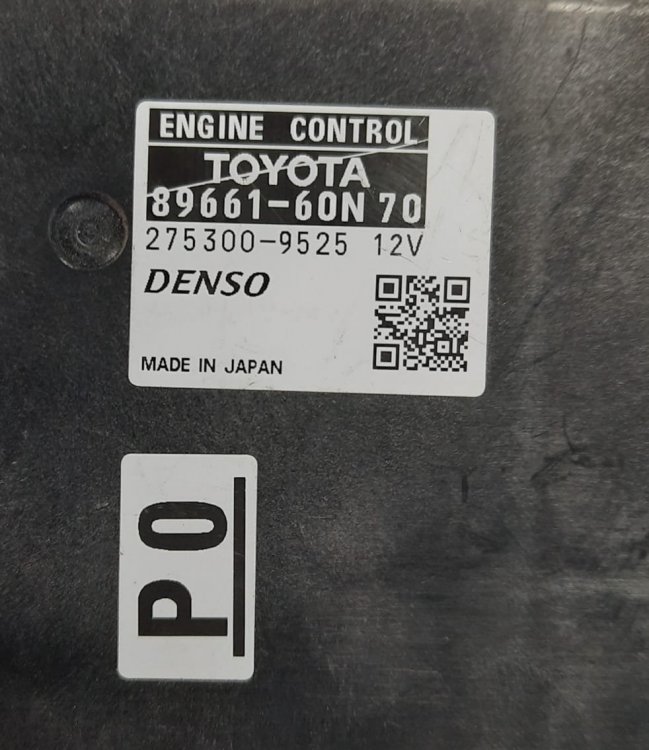 ENGINE CONTROL
TOYOTA
89661-60N70
275300-9525 12V
DENSO
MADE IN JAPAN
P0